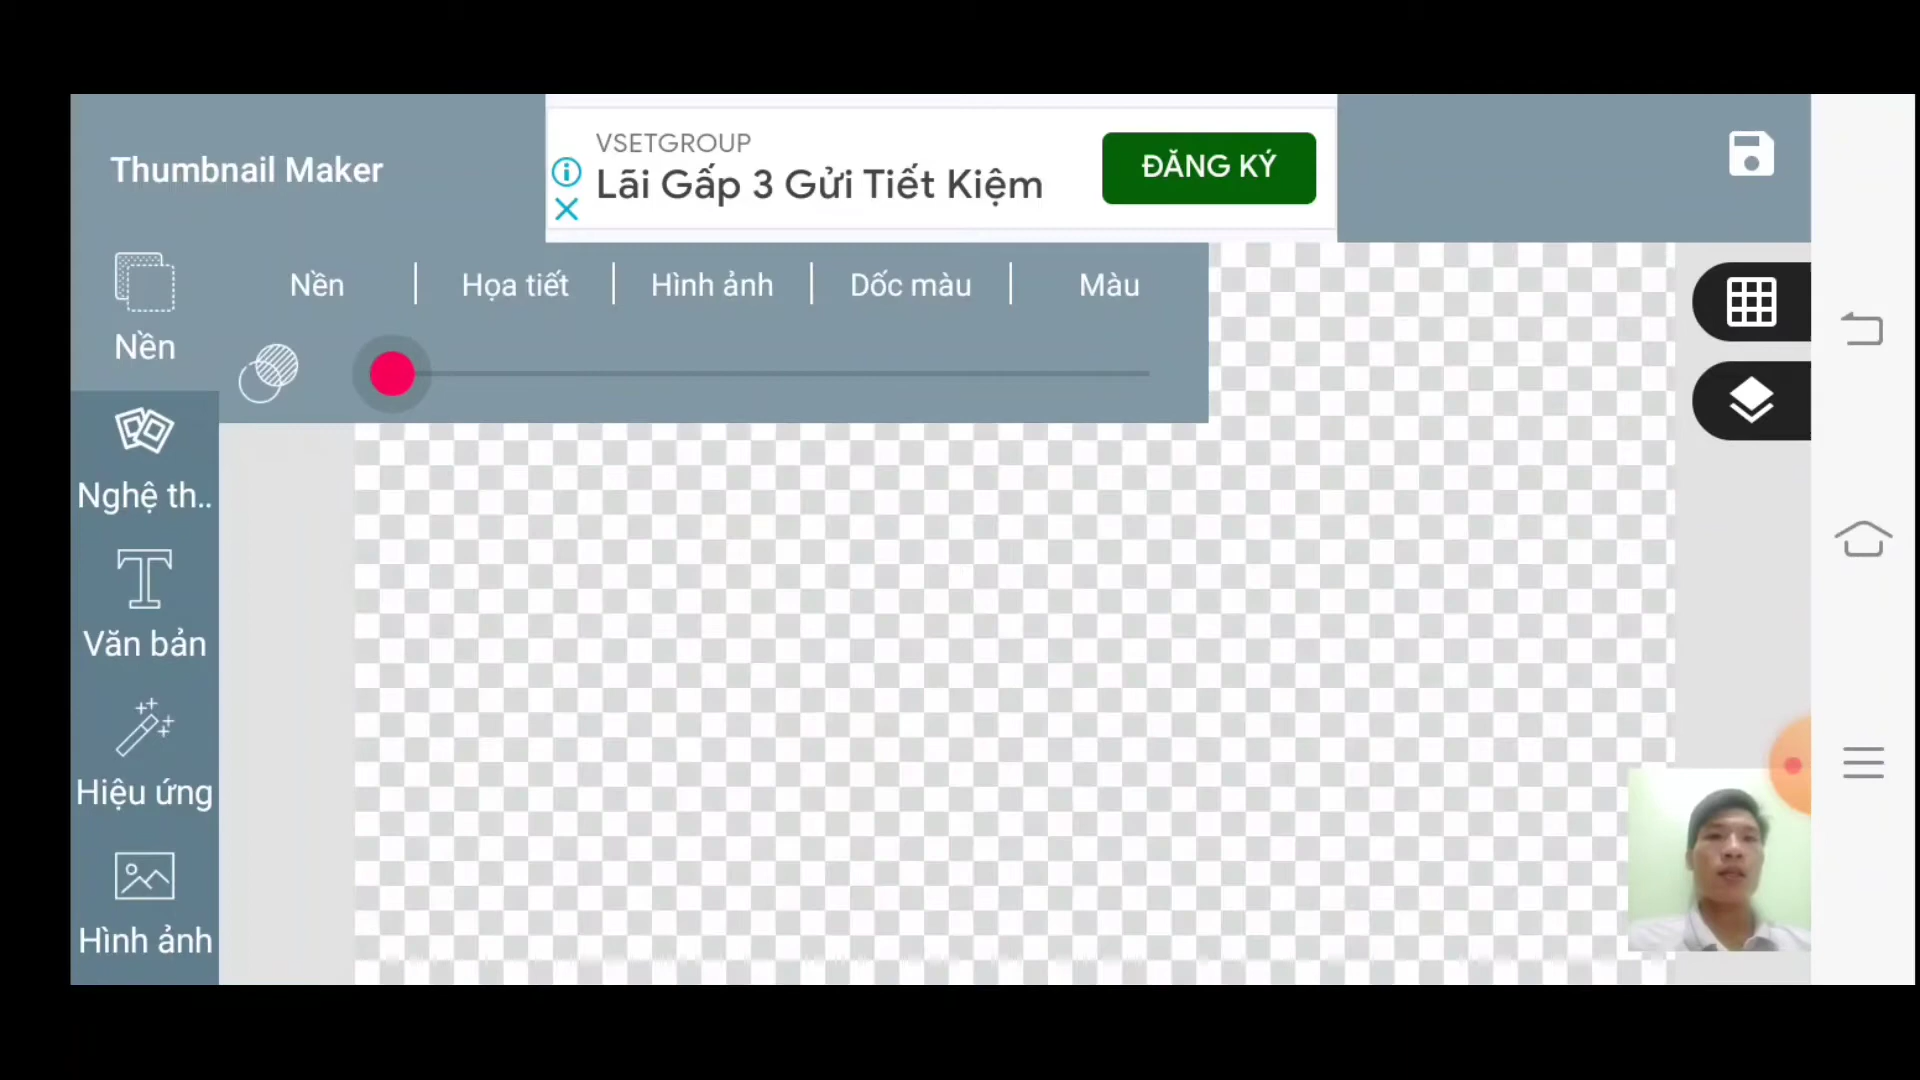 Thumbnail Maker
VSETGROUP
Lãi Gấp 3 Gửi Tiết Kiệm
ĐĂNG KÝ
Nền
Họa tiết
Hình ảnh
Dốc màu
Màu
Nền
Nghệ th..
Văn bản
Hiệu ứng
Hình ảnh